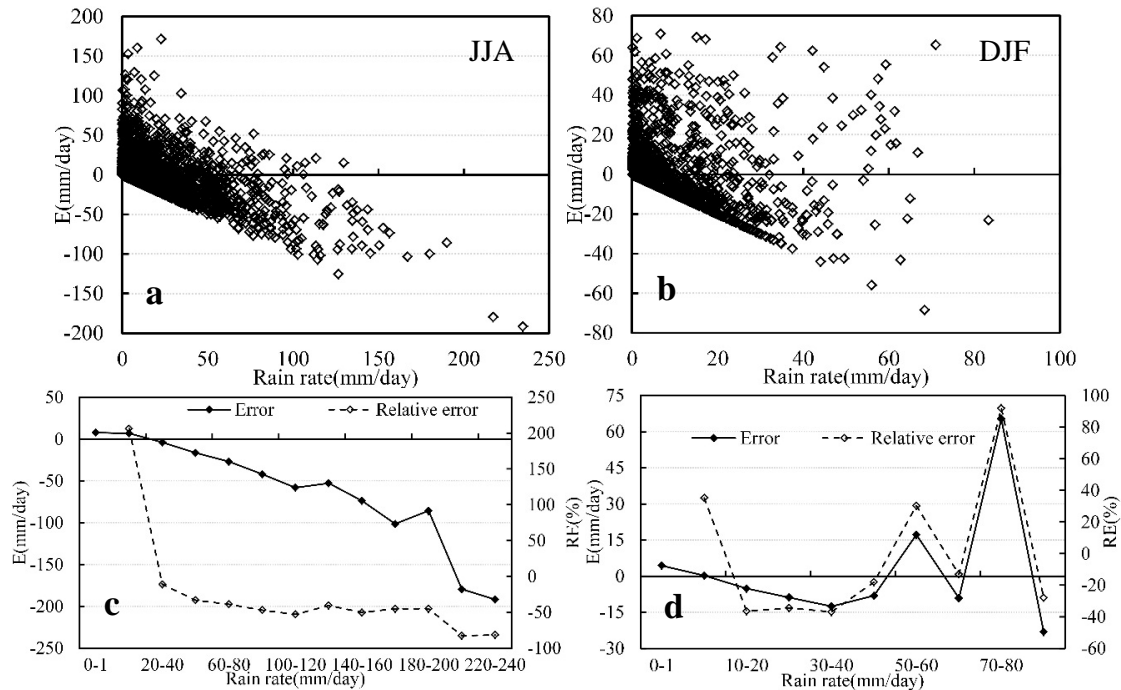 JJA
200
150
100
50
0
-50
-100
-150
-200
E(mm/day)
a
0 50 100 150 200 250
Rain rate(mm/day)
DJF
80
60
40
20
0
-20
-40
-60
-80
E(mm/day)
b
0 20 40 60 80 100
Rain rate(mm/day)
Error Relative error
50
0
-50
-100
-150
-200
-250
E(mm/day)
250
200
150
100
50
0
-50
-100
RE(%)
c
0-1 20-40 60-80 100-120 140-160 180-200 220-240
Rain rate(mm/day)
Error Relative error
75
60
45
30
15
0
-15
-30
E(mm/day)
100
80
60
40
20
0
-20
-40
-60
RE(%)
d
0-1 10-20 30-40 50-60 70-80
Rain rate(mm/day)